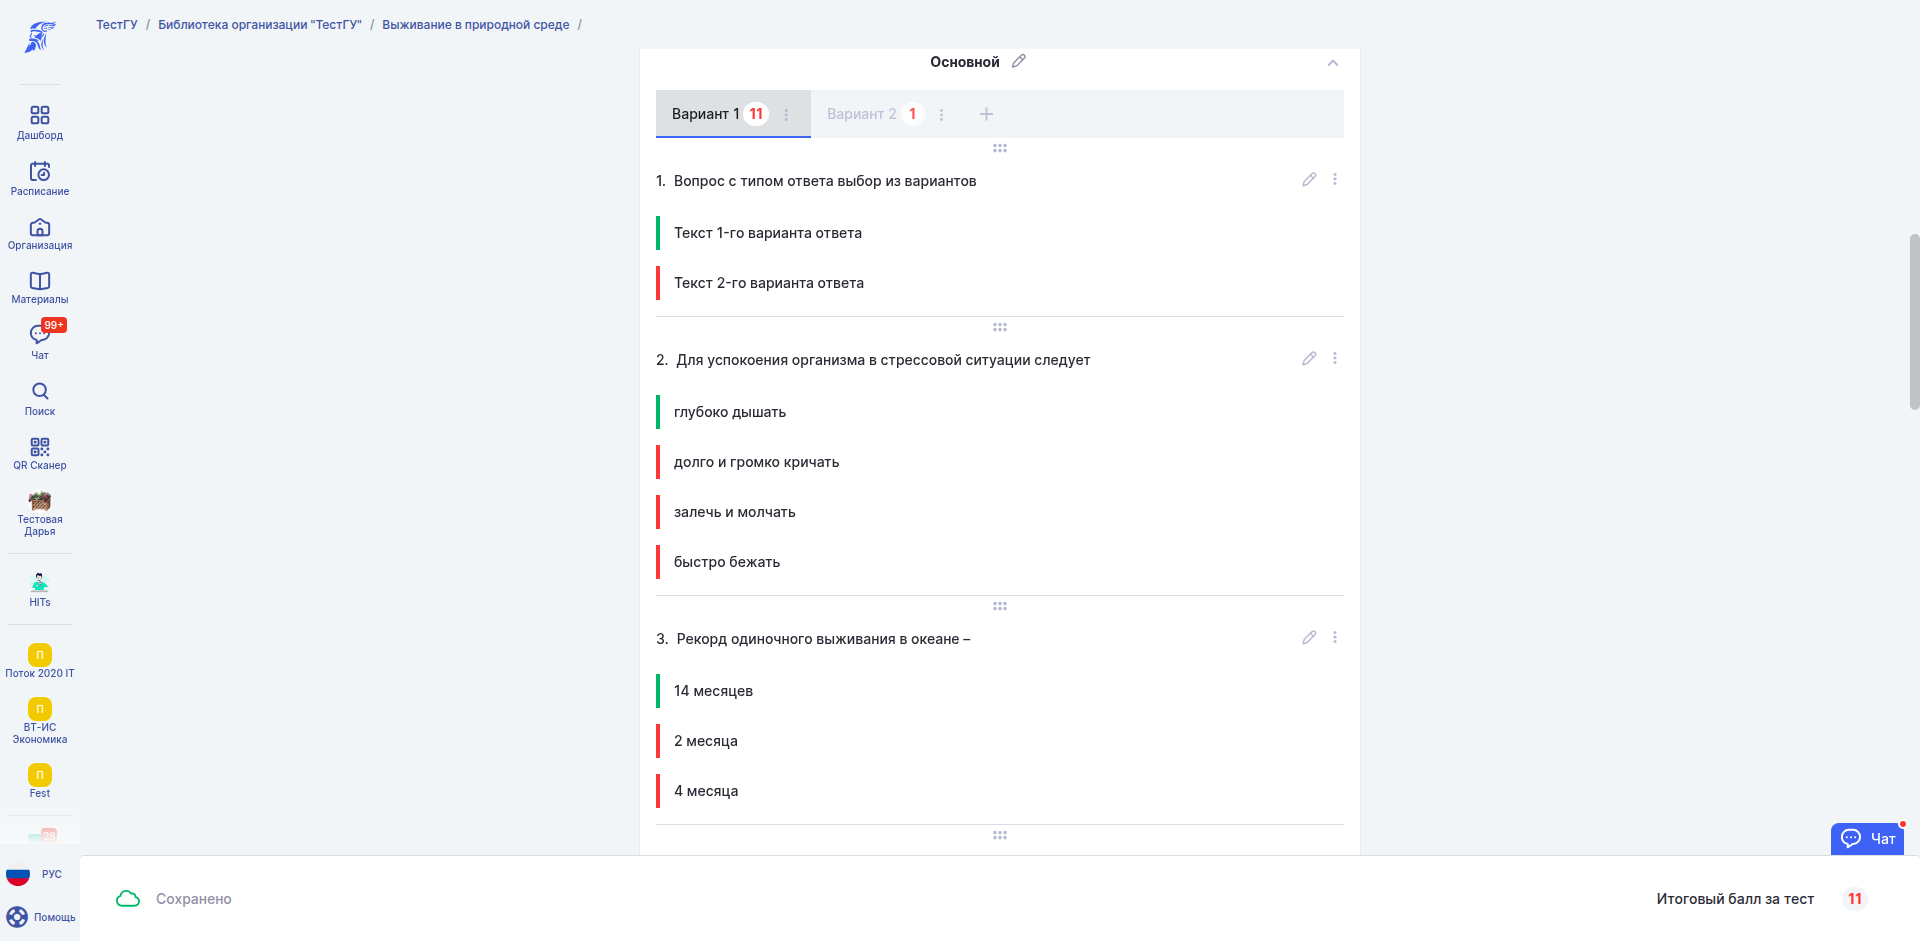 ТестГУ / Библиотека организации "ТестГУ" / Выживание в природной среде /
Дашборд
Расписание
Организация
Материалы
99+
Чат
Поиск
QR Сканер
Тестовая
Дарья
HITs
П
Поток 2020 IT
П
ВТ-ИС
Экономика
П
Fest
28
РУС
Помощь
Основной
Вариант 1 11 Вариант 2 1
1. Вопрос с типом ответа выбор из вариантов
Текст 1-го варианта ответа
Текст 2-го варианта ответа
2. Для успокоения организма в стрессовой ситуации следует
глубоко дышать
долго и громко кричать
залечь и молчать
быстро бежать
3. Рекорд одиночного выживания в океане –
14 месяцев
2 месяца
4 месяца
Чат
Сохранено
Итоговый балл за тест 11